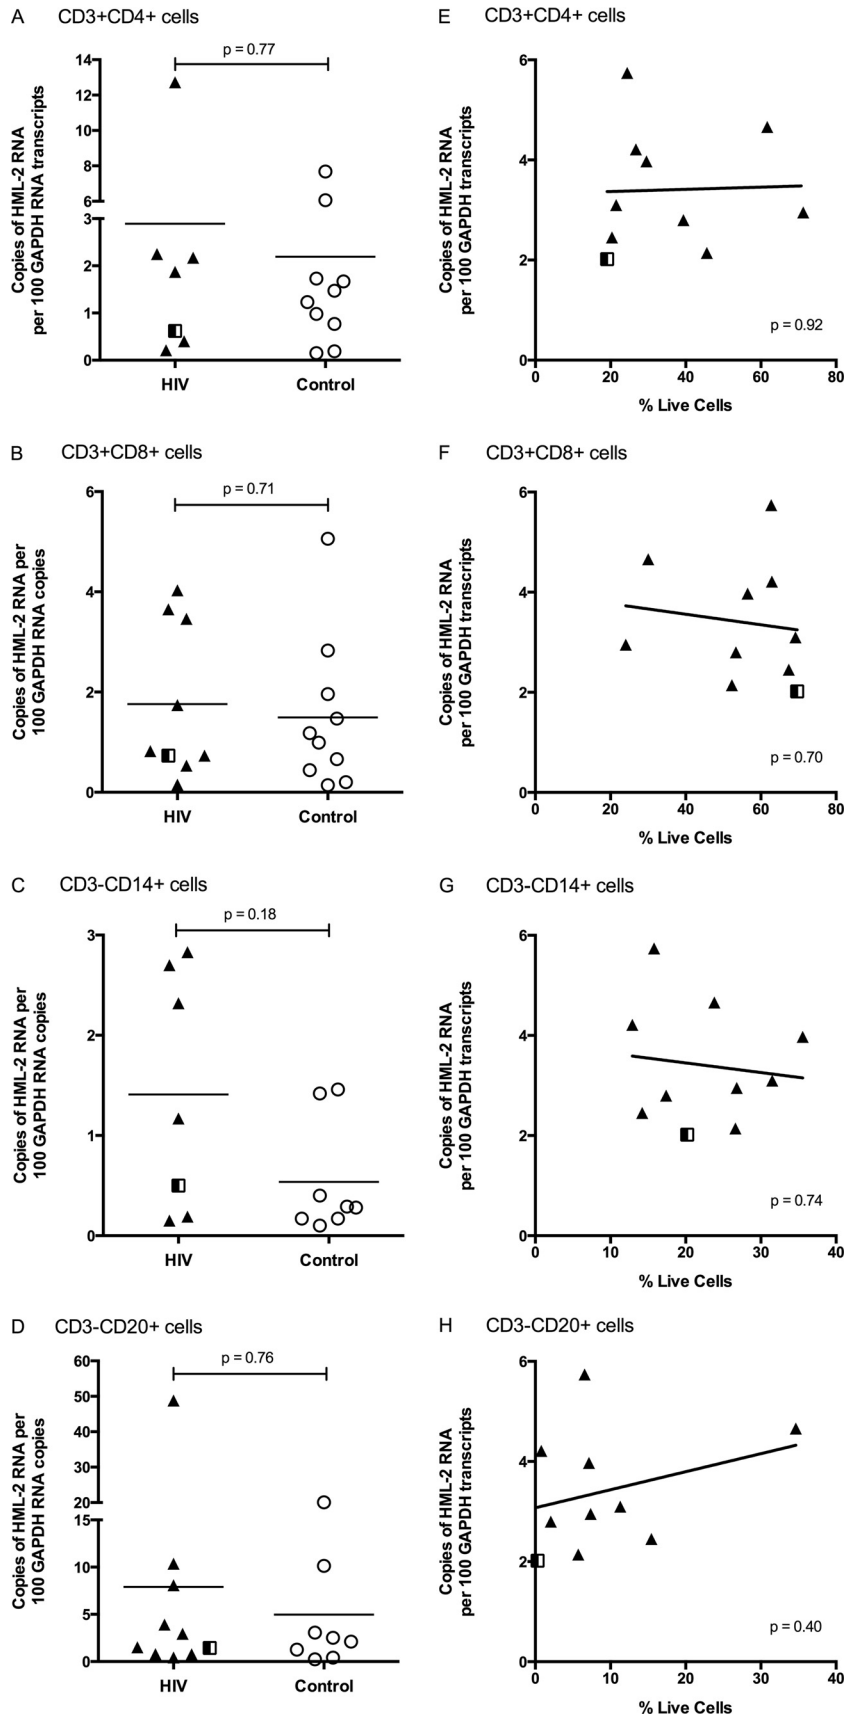 A CD3+CD4+ cells
p = 0.77
14
12
10
8
6
3
2
1
0
Copies of HML-2 RNA
per 100 GAPDH RNA transcripts
HIV Control
E CD3+CD4+ cells
6
4
2
0
Copies of HML-2 RNA
per 100 GAPDH transcripts
p = 0.92
0 20 40 60 80
% Live Cells
B CD3+CD8+ cells
p = 0.71
6
4
2
0
Copies of HML-2 RNA per
100 GAPDH RNA copies
HIV Control
F CD3+CD8+ cells
6
4
2
0
Copies of HML-2 RNA
per 100 GAPDH transcripts
p = 0.70
0 20 40 60 80
% Live Cells
C CD3-CD14+ cells
p = 0.18
3
2
1
0
Copies of HML-2 RNA per
100 GAPDH RNA copies
HIV Control
G CD3-CD14+ cells
6
4
2
0
Copies of HML-2 RNA
per 100 GAPDH transcripts
p = 0.74
0 10 20 30 40
% Live Cells
D CD3-CD20+ cells
p = 0.76
60
50
40
30
20
15
10
5
0
Copies of HML-2 RNA per
100 GAPDH RNA copies
HIV Control
H CD3-CD20+ cells
6
4
2
0
Copies of HML-2 RNA
per 100 GAPDH transcripts
p = 0.40
0 10 20 30 40
% Live Cells